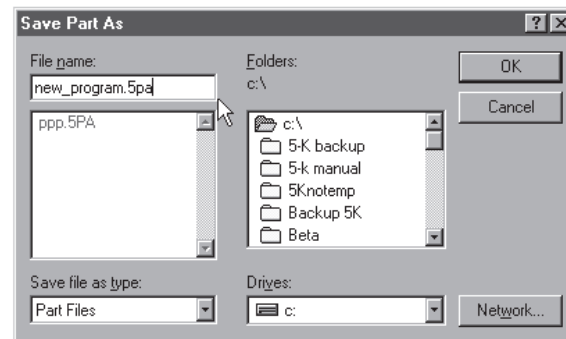 Save Part As
File name:
new_program.5pa
ppp.5PA
Save file as type:
Part Files
Folders:
c:\
c:\
5-K backup
5-k manual
5Knotemp
Backup 5K
Beta
Drives:
c:
OK
Cancel
Network...